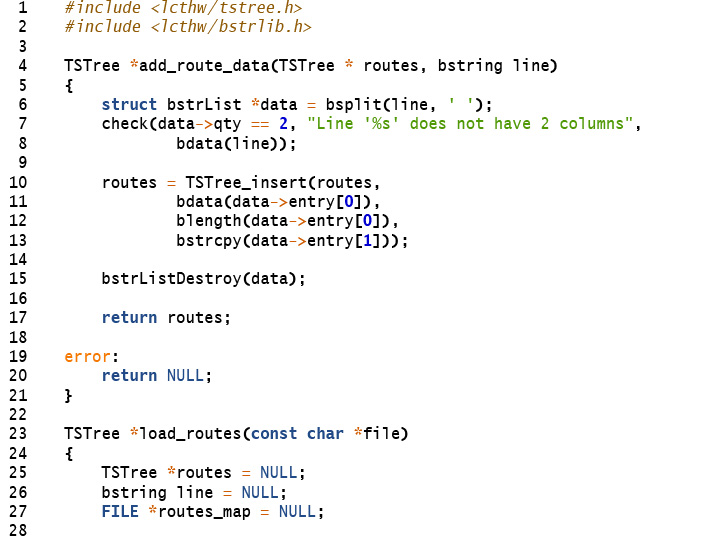 1 #include <lcthw/tstree.h>
2 #include <lcthw/bstrlib.h>
3
4 TSTree *add_route_data(TSTree * routes, bstring line)
5 {
6     struct bstrList *data = bsplit(line, ' ');
7     check(data->qty == 2, "Line '%s' does not have 2 columns",
8             bdata(line));
9
10     routes = TSTree_insert(routes,
11             bdata(data->entry[0]),
12             blength(data->entry[0]),
13             bstrcpy(data->entry[1]));
14
15     bstrListDestroy(data);
16
17     return routes;
18
19 error:
20     return NULL;
21 }
22
23 TSTree *load_routes(const char *file)
24 {
25     TSTree *routes = NULL;
26     bstring line = NULL;
27     FILE *routes_map = NULL;
28